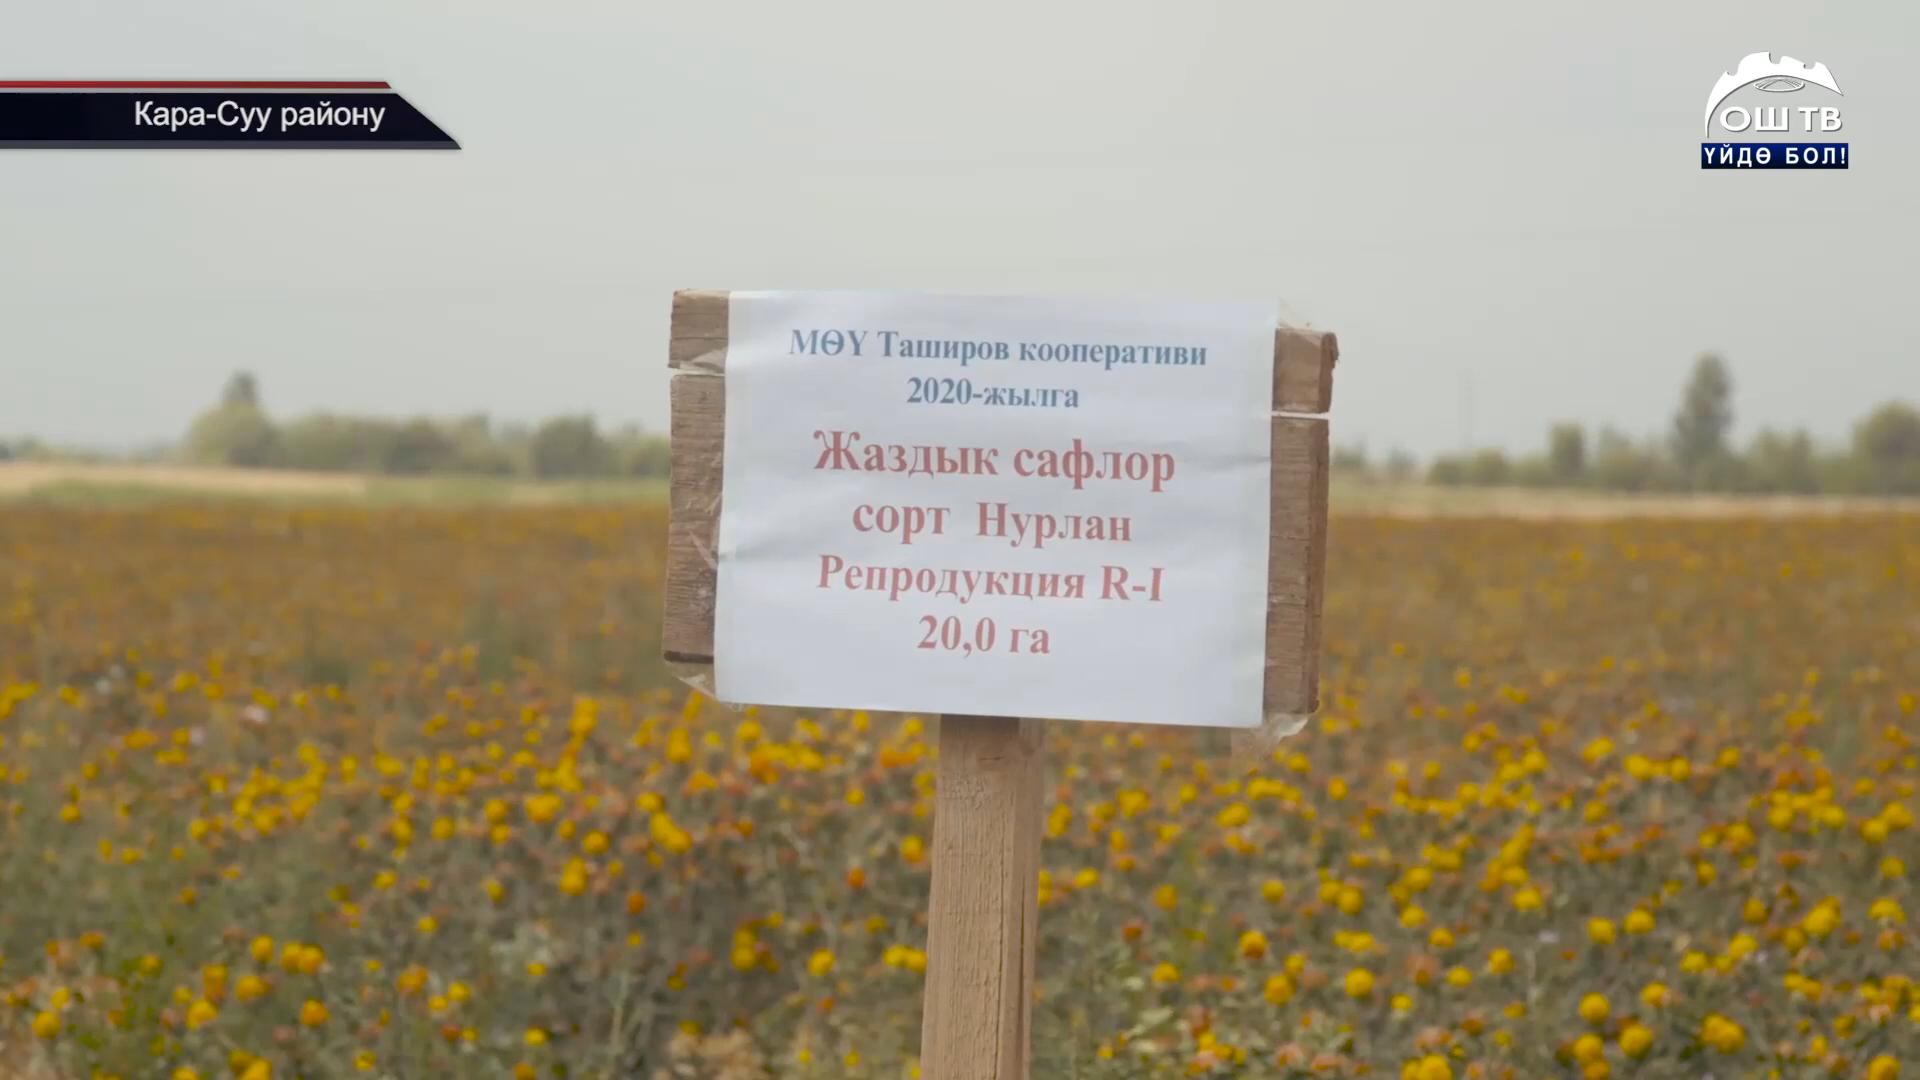 Кара-Суу району
ОШ ТВ
ҮЙДӨ БОЛ!
МӨҮ Таширов кооперативи
2020-жылга
Жаздык сафлор
сорт Нурлан
Репродукция R-I
20,0 га